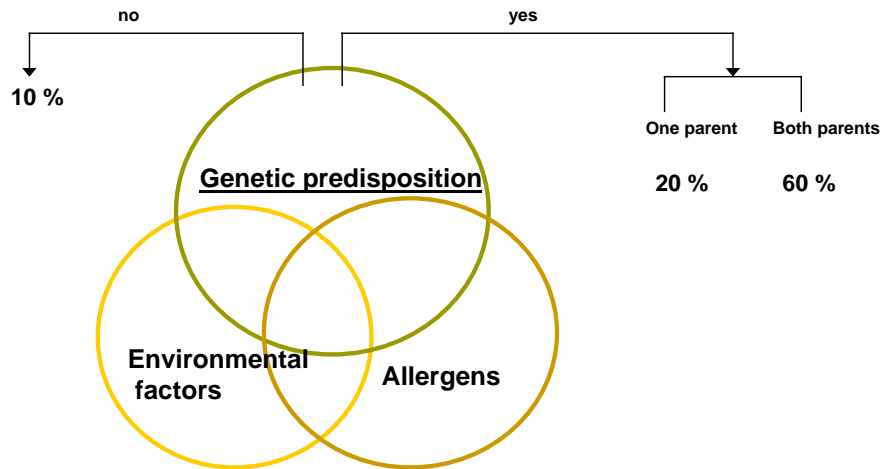 no
yes
10 %
One parent
Both parents
20 %
60 %
Genetic predisposition
Environmental
factors
Allergens